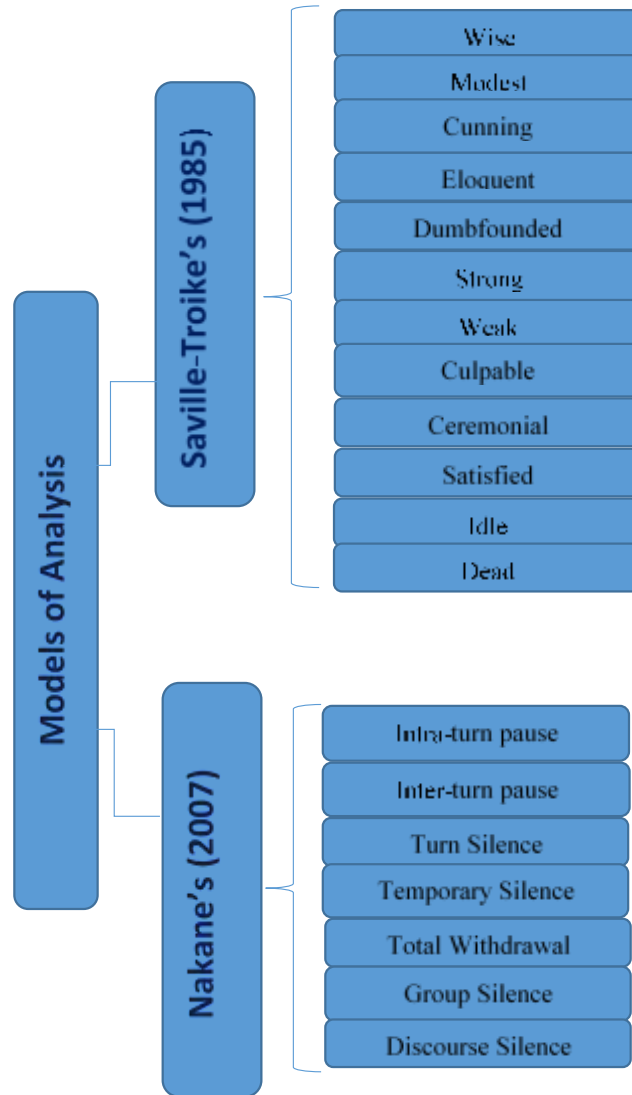 Models of Analysis
Saville-Troike's (1985)
Wise
Modest
Cunning
Eloquent
Dumbfounded
Strong
Weak
Culpable
Ceremonial
Satisfied
Idle
Dead
Nakane's (2007)
Intra-turn pause
Inter-turn pause
Turn Silence
Temporary Silence
Total Withdrawal
Group Silence
Discourse Silence